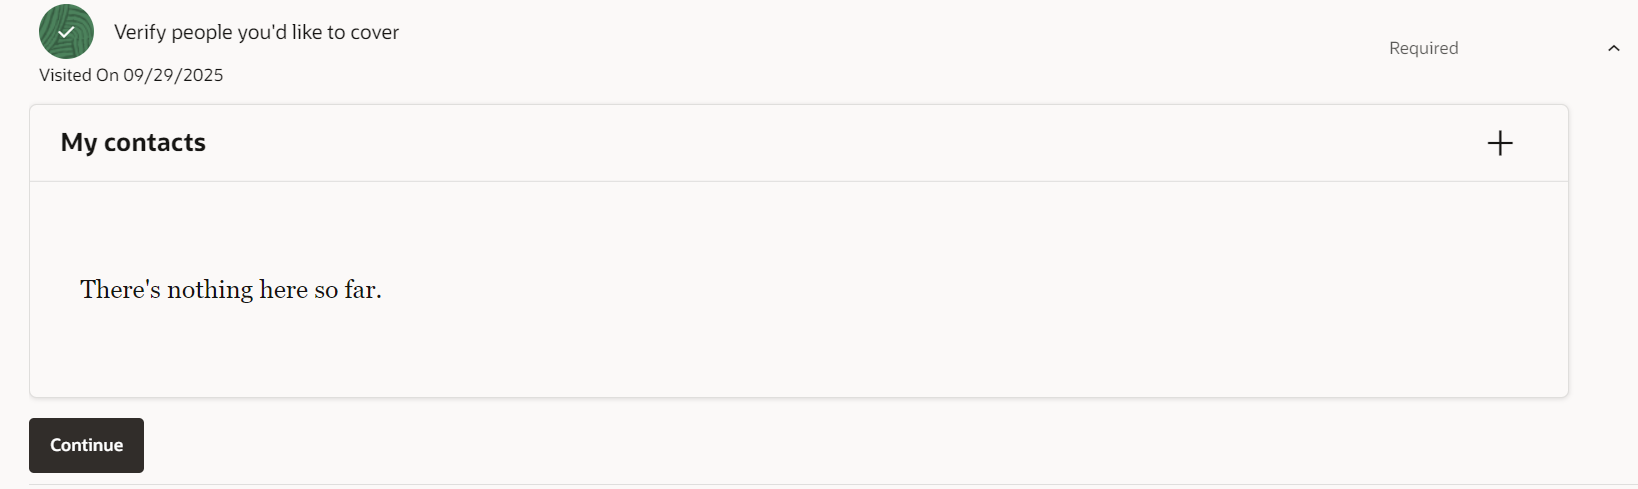 Verify people you'd like to cover
Required
Visited On 09/29/2025
My contacts
There's nothing here so far.
Continue